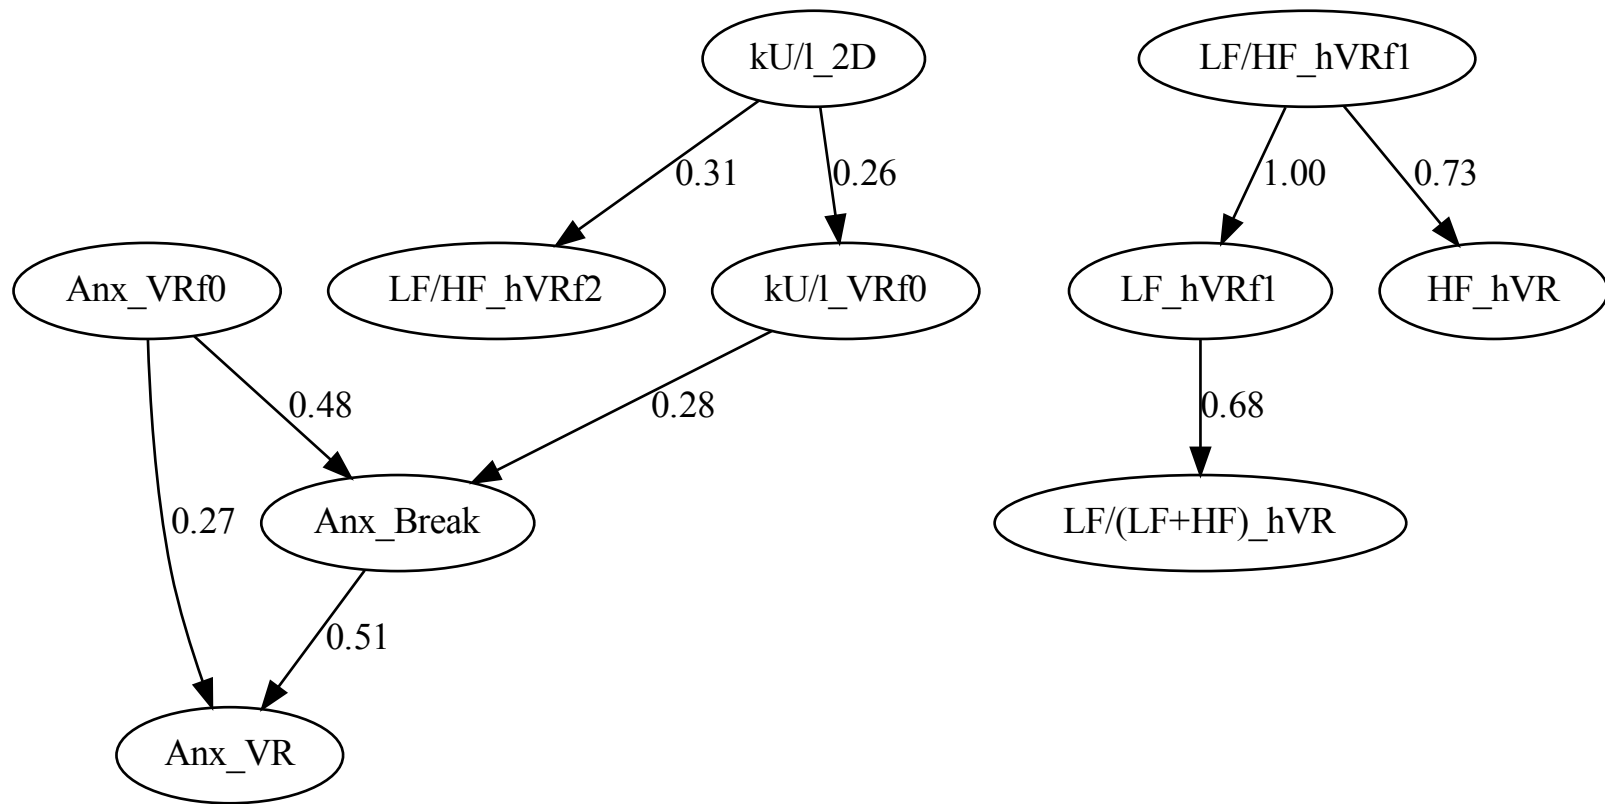 kU/l_2D
LF/HF_hVRf1
0.31
0.26
1.00
0.73
Anx_VRf0
LF/HF_hVRf2
kU/l_VRf0
LF_hVRf1
HF_hVR
0.48
0.28
0.68
0.27
Anx_Break
LF/(LF+HF)_hVR
0.51
Anx_VR